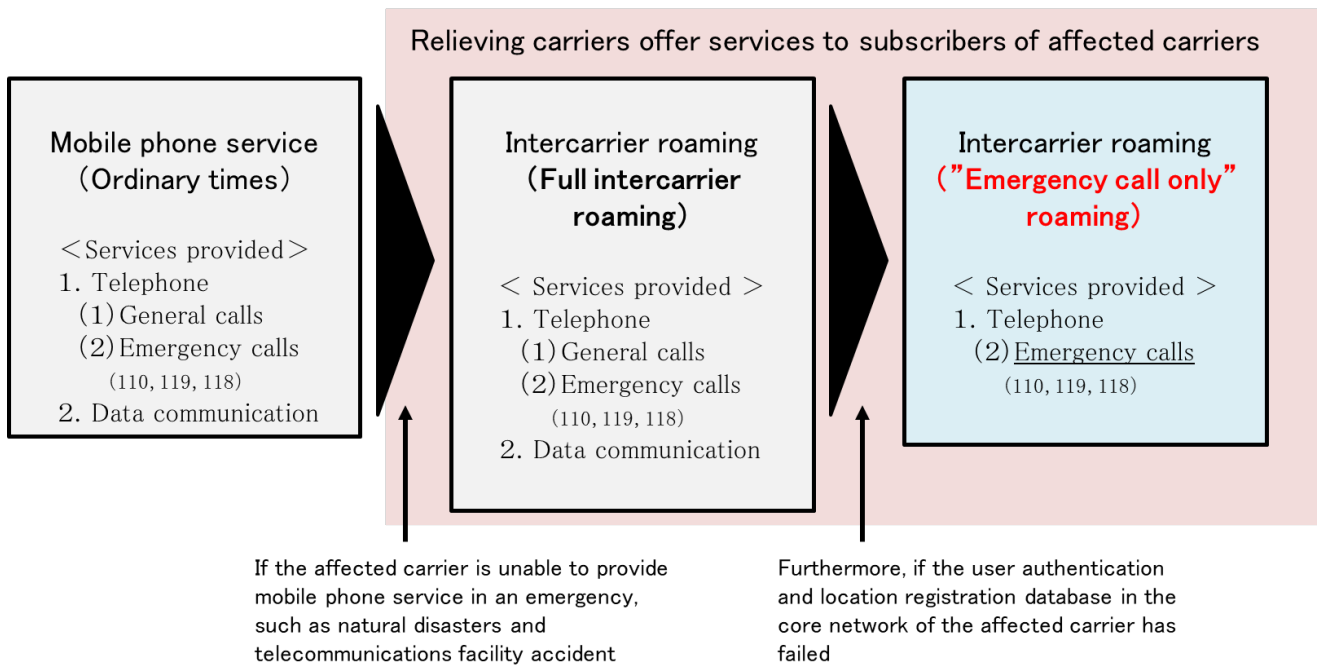 Relieving carriers offer services to subscribers of affected carriers
Mobile phone service
(Ordinary times)
＜Services provided＞
1. Telephone
(1) General calls
(2) Emergency calls
(110, 119, 118)
2. Data communication
Intercarrier roaming
(Full intercarrier
roaming)
＜ Services provided ＞
1. Telephone
(1) General calls
(2) Emergency calls
(110, 119, 118)
2. Data communication
Intercarrier roaming
(”Emergency call only”
roaming)
＜ Services provided ＞
1. Telephone
(2) Emergency calls
(110, 119, 118)
If the affected carrier is unable to provide
mobile phone service in an emergency,
such as natural disasters and
telecommunications facility accident
Furthermore, if the user authentication
and location registration database in the
core network of the affected carrier has
failed